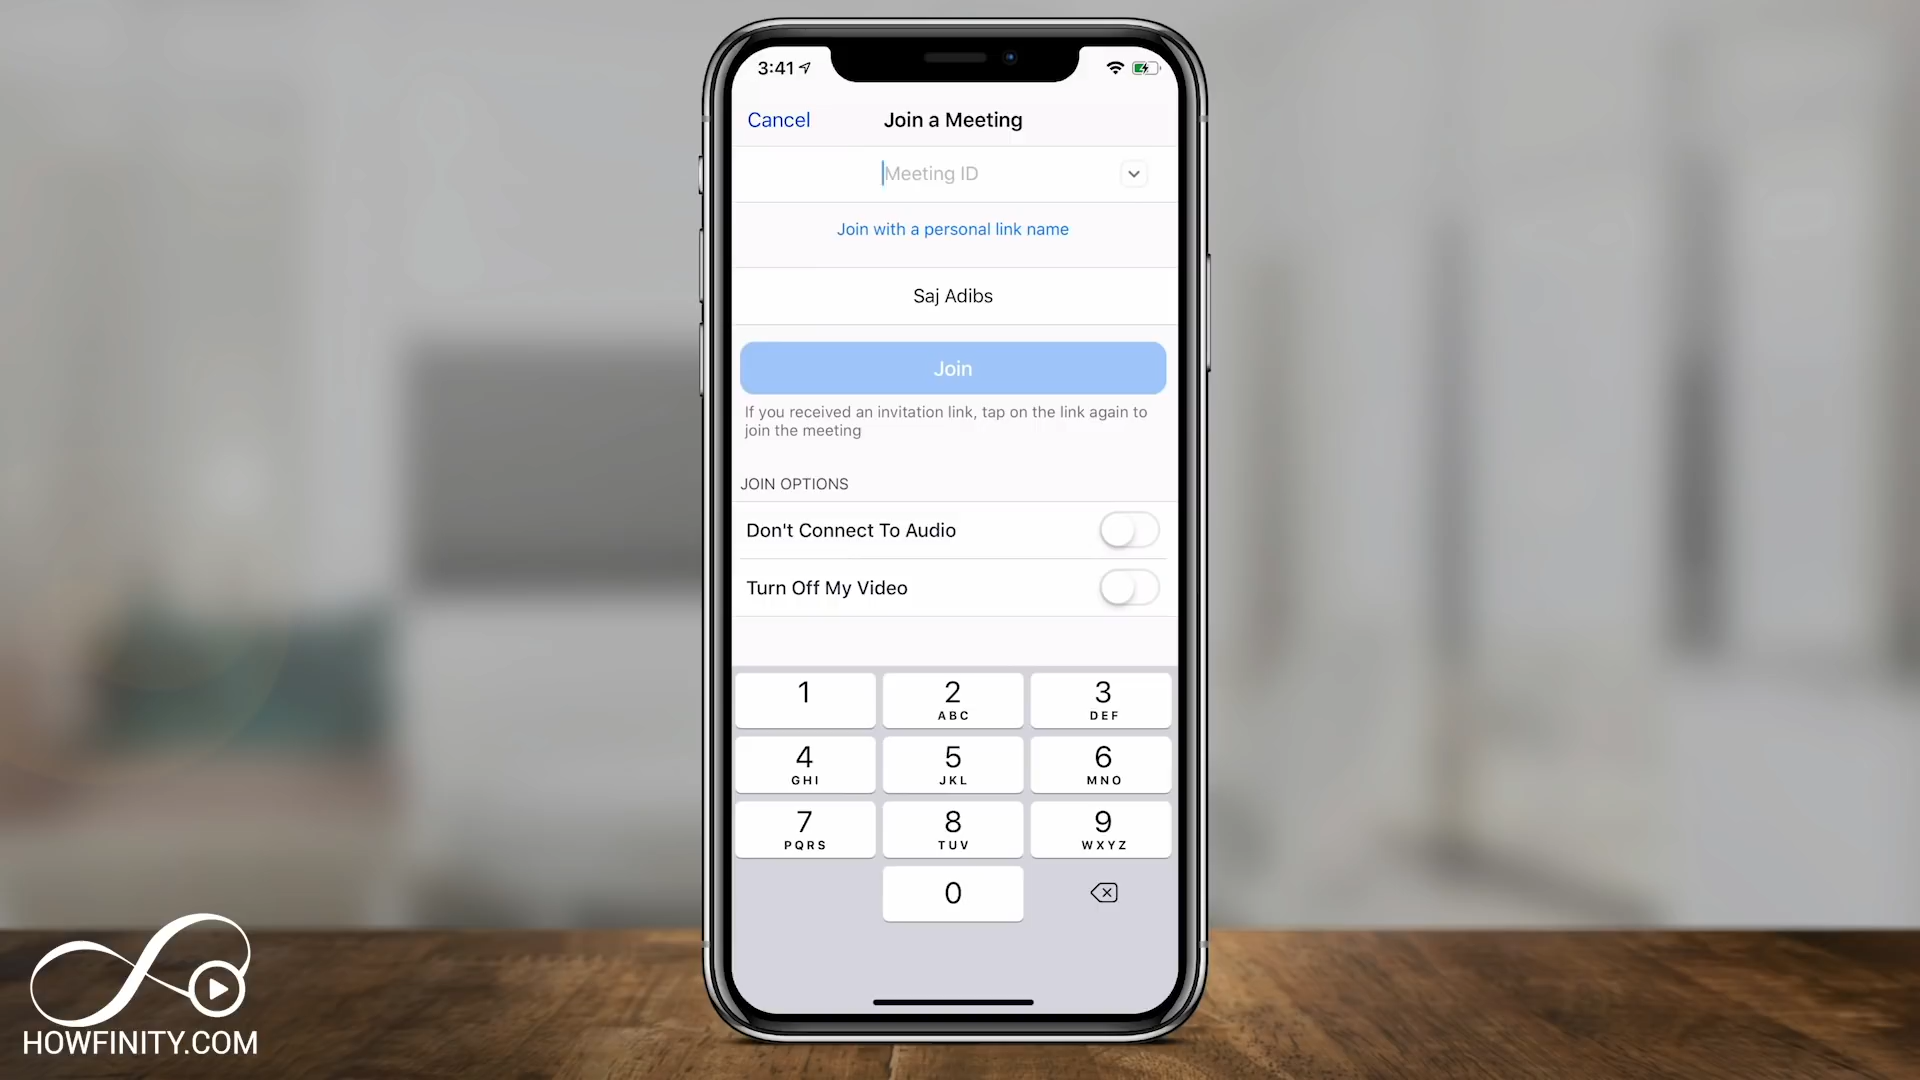 3:41
Cancel
Join a Meeting
Meeting ID
Join with a personal link name
Saj Adibs
Join
If you received an invitation link, tap on the link again to
join the meeting
JOIN OPTIONS
Don't Connect To Audio
Turn Off My Video
1
2
ABC
3
DEF
4
GHI
5
JKL
6
MNO
7
PQRS
8
TUV
9
WXYZ
0
HOWFINITY.COM